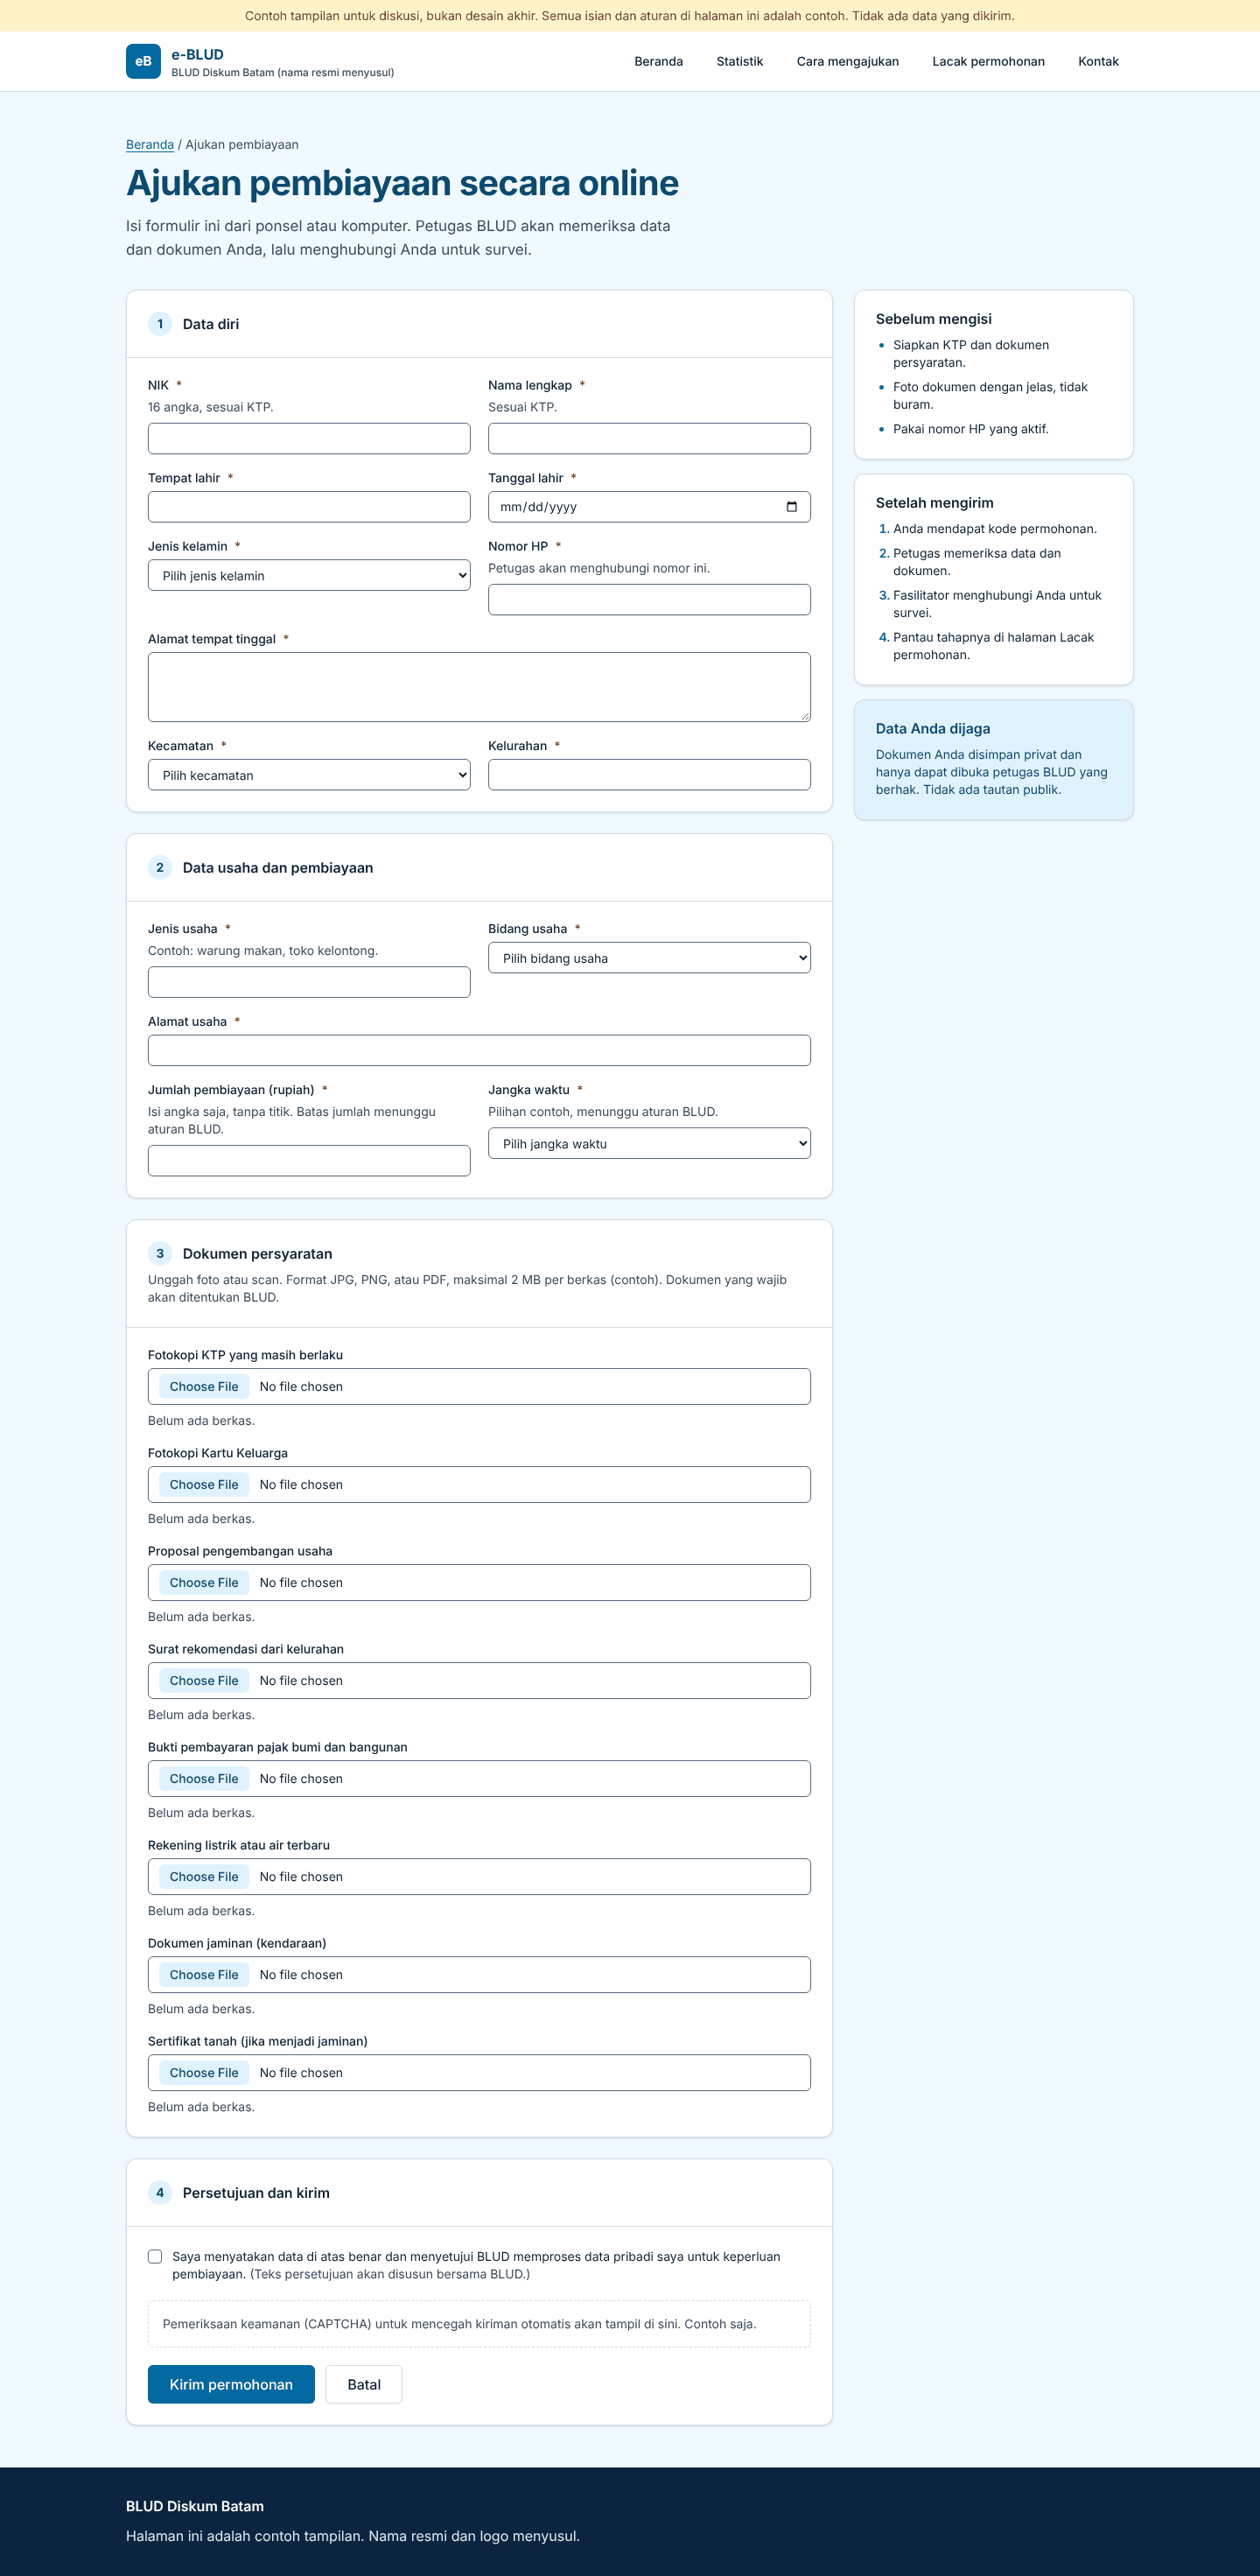 Contoh tampilan untuk diskusi, bukan desain akhir. Semua isian dan aturan di halaman ini adalah contoh. Tidak ada data yang dikirim.
eB
e-BLUD
BLUD Diskum Batam (nama resmi menyusul)
Beranda
Statistik
Cara mengajukan
Lacak permohonan
Kontak
Beranda / Ajukan pembiayaan
Ajukan pembiayaan secara online
Isi formulir ini dari ponsel atau komputer. Petugas BLUD akan memeriksa data
dan dokumen Anda, lalu menghubungi Anda untuk survei.
1 Data diri
NIK *
16 angka, sesuai KTP.
Nama lengkap *
Sesuai KTP.
Tempat lahir *
Tanggal lahir *
mm/dd/yyyy
Jenis kelamin *
Pilih jenis kelamin
Nomor HP *
Petugas akan menghubungi nomor ini.
Alamat tempat tinggal *
Kecamatan *
Pilih kecamatan
Kelurahan *
Sebelum mengisi
• Siapkan KTP dan dokumen
persyaratan.
• Foto dokumen dengan jelas, tidak
buram.
• Pakai nomor HP yang aktif.
Setelah mengirim
1. Anda mendapat kode permohonan.
2. Petugas memeriksa data dan
dokumen.
3. Fasilitator menghubungi Anda untuk
survei.
4. Pantau tahapnya di halaman Lacak
permohonan.
Data Anda dijaga
Dokumen Anda disimpan privat dan
hanya dapat dibuka petugas BLUD yang
berhak. Tidak ada tautan publik.
2 Data usaha dan pembiayaan
Jenis usaha *
Contoh: warung makan, toko kelontong.
Bidang usaha *
Pilih bidang usaha
Alamat usaha *
Jumlah pembiayaan (rupiah) *
Isi angka saja, tanpa titik. Batas jumlah menunggu
aturan BLUD.
Jangka waktu *
Pilihan contoh, menunggu aturan BLUD.
Pilih jangka waktu
3 Dokumen persyaratan
Unggah foto atau scan. Format JPG, PNG, atau PDF, maksimal 2 MB per berkas (contoh). Dokumen yang wajib
akan ditentukan BLUD.
Fotokopi KTP yang masih berlaku
Choose File No file chosen
Belum ada berkas.
Fotokopi Kartu Keluarga
Choose File No file chosen
Belum ada berkas.
Proposal pengembangan usaha
Choose File No file chosen
Belum ada berkas.
Surat rekomendasi dari kelurahan
Choose File No file chosen
Belum ada berkas.
Bukti pembayaran pajak bumi dan bangunan
Choose File No file chosen
Belum ada berkas.
Rekening listrik atau air terbaru
Choose File No file chosen
Belum ada berkas.
Dokumen jaminan (kendaraan)
Choose File No file chosen
Belum ada berkas.
Sertifikat tanah (jika menjadi jaminan)
Choose File No file chosen
Belum ada berkas.
4 Persetujuan dan kirim
Saya menyatakan data di atas benar dan menyetujui BLUD memproses data pribadi saya untuk keperluan
pembiayaan. (Teks persetujuan akan disusun bersama BLUD.)
Pemeriksaan keamanan (CAPTCHA) untuk mencegah kiriman otomatis akan tampil di sini. Contoh saja.
Kirim permohonan
Batal
BLUD Diskum Batam
Halaman ini adalah contoh tampilan. Nama resmi dan logo menyusul.